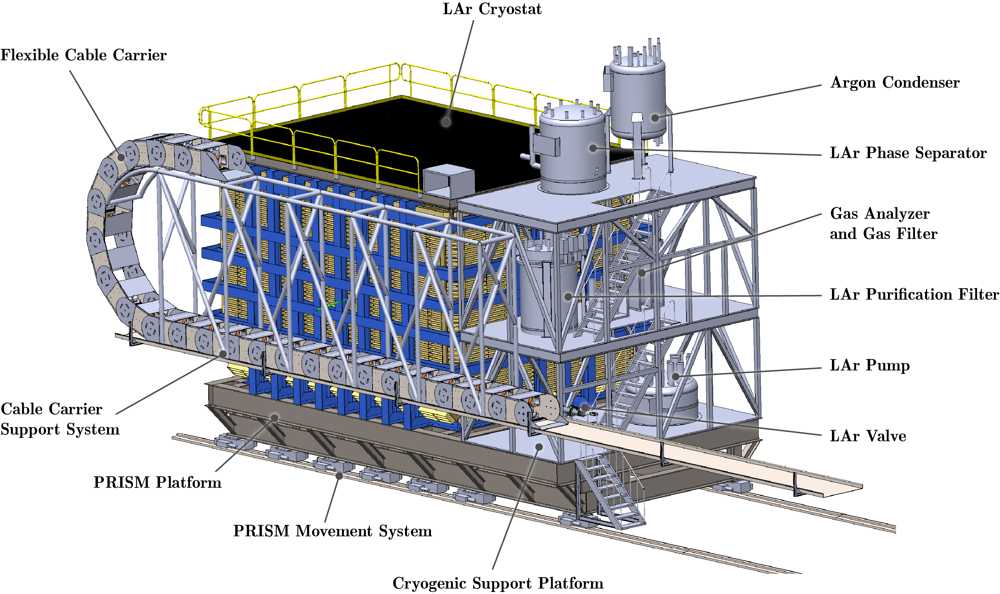 LAr Cryostat
Flexible Cable Carrier
Argon Condenser
LAr Phase Separator
Gas Analyzer
and Gas Filter
LAr Purification Filter
LAr Pump
Cable Carrier
Support System
LAr Valve
PRISM Platform
PRISM Movement System
Cryogenic Support Platform